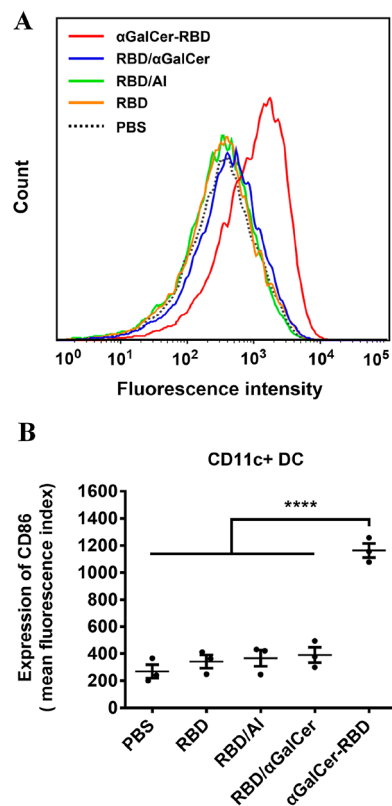 A
αGalCer-RBD
RBD/αGalCer
RBD/Al
RBD
PBS
Count
10⁰ 10¹ 10² 10³ 10⁴ 10⁵
Fluorescence intensity
B
CD11c+ DC
****
Expression of CD86
( mean fluorescence index)
1600
1400
1200
1000
800
600
400
200
0
PBS
RBD
RBD/Al
RBD/αGalCer
αGalCer-RBD